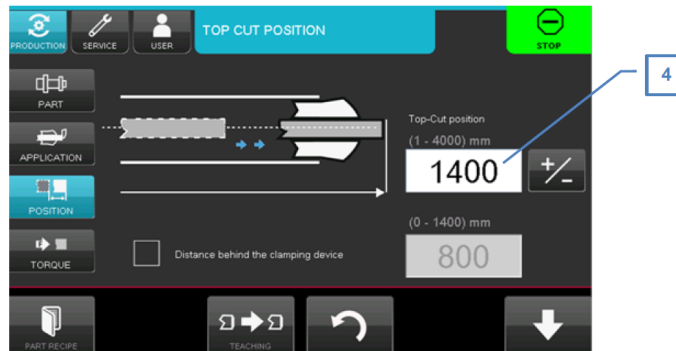 PRODUCTION
SERVICE
USER
TOP CUT POSITION
STOP
4
PART
APPLICATION
POSITION
TORQUE
Top-Cut position
(1 - 4000) mm
1400
+/-
(0 - 1400) mm
800
Distance behind the clamping device
PART RECIPE
TEACHING